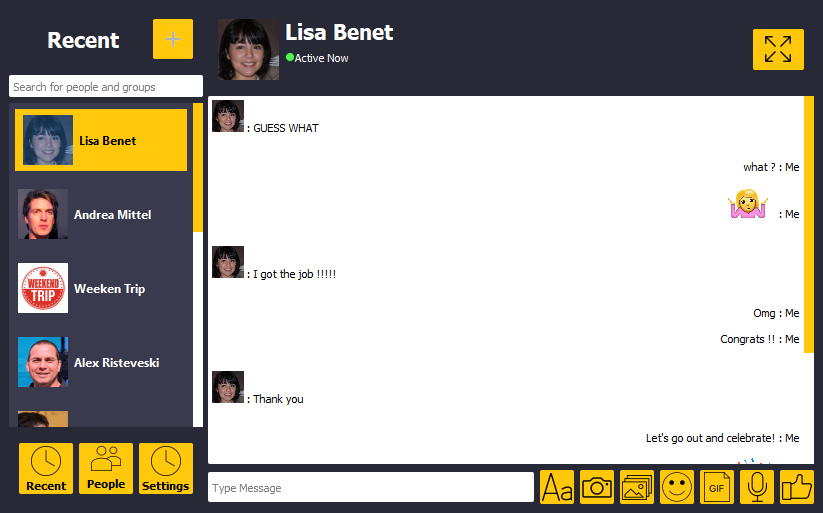 Recent
Search for people and groups
Lisa Benet
Andrea Mittel
WEEKEND
TRIP
Weeken Trip
Alex Risteveski
Recent
People
Settings
Lisa Benet
Active Now
: GUESS WHAT
what ? : Me
: Me
: I got the job !!!!!
Omg : Me
Congrats !! : Me
: Thank you
Let's go out and celebrate! : Me
Type Message
Aa
GIF